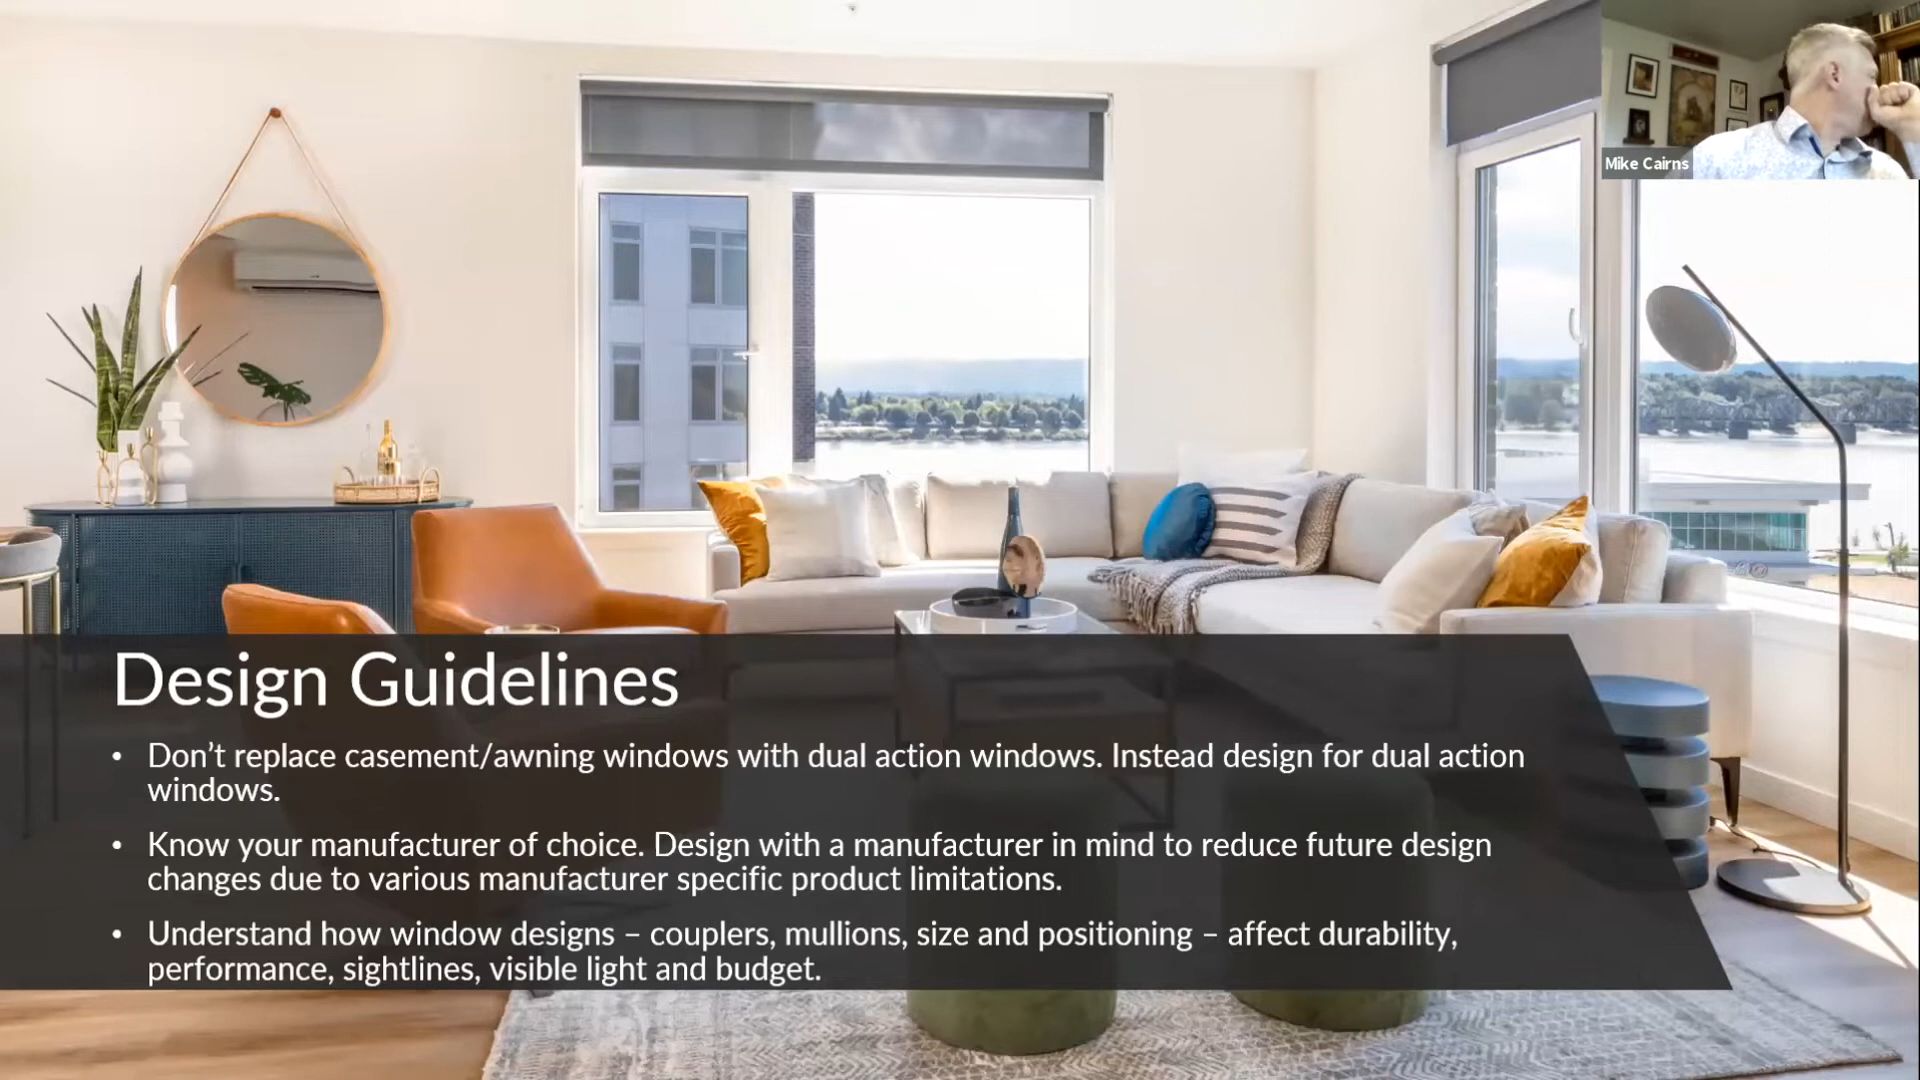 Mike Cairns
Design Guidelines
• Don’t replace casement/awning windows with dual action windows. Instead design for dual action
windows.
• Know your manufacturer of choice. Design with a manufacturer in mind to reduce future design
changes due to various manufacturer specific product limitations.
• Understand how window designs – couplers, mullions, size and positioning – affect durability,
performance, sightlines, visible light and budget.